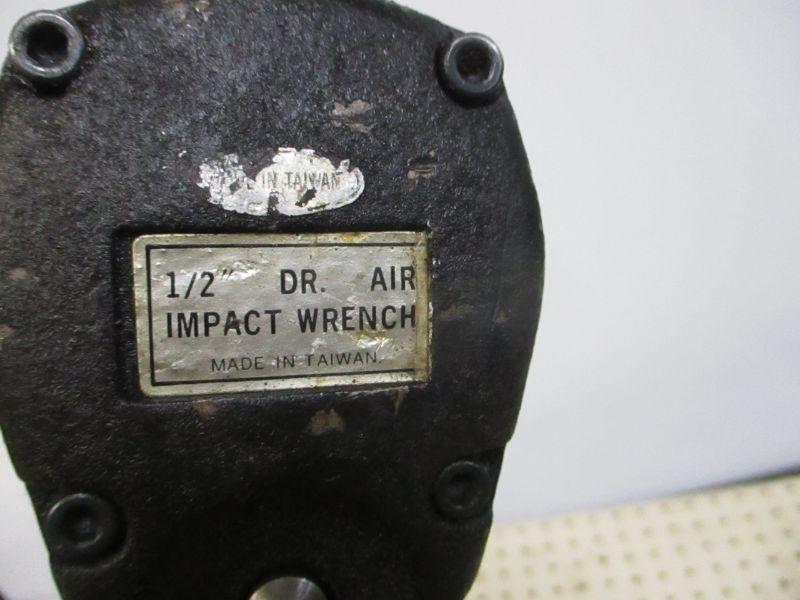 IN TAIWAN
1/2" DR. AIR
IMPACT WRENCH
MADE IN TAIWAN.